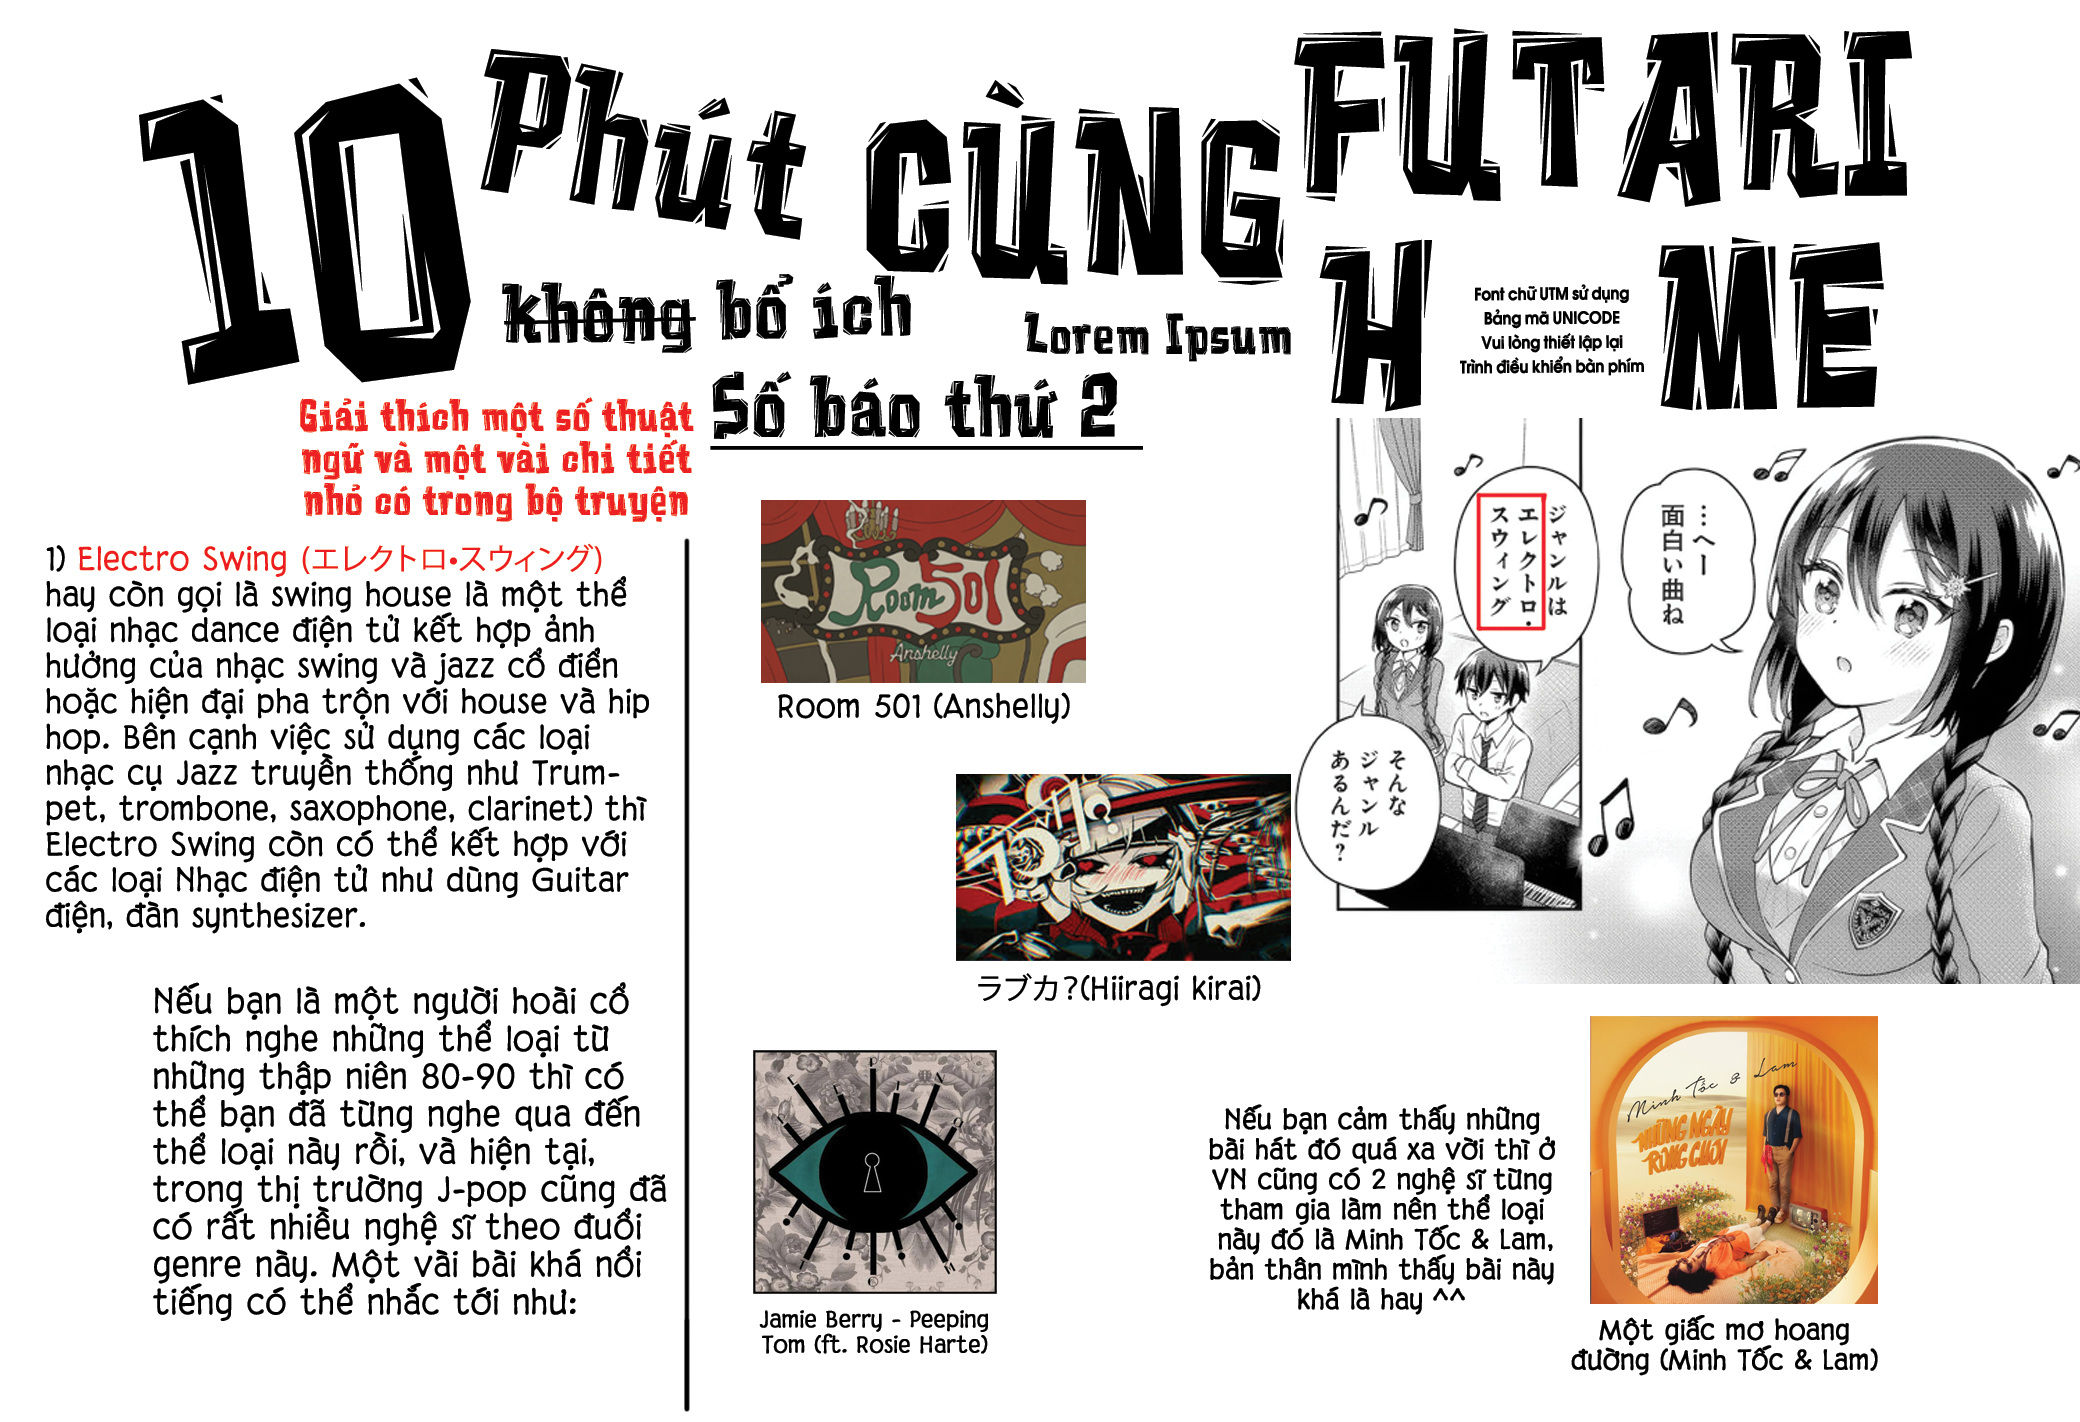 10 Phút CÙNG FUTARI
H ME
Font chữ UTM sử dụng
Bảng mã UNICODE
Vui lòng thiết lập lại
Trình điều khiển bàn phím
không bổ ích
Lorem Ipsum
Số báo thứ 2
Giải thích một số thuật
ngữ và một vài chi tiết
nhỏ có trong bộ truyện
1) Electro Swing (エレクトロ•スウィング)
hay còn gọi là swing house là một thể
loại nhạc dance điện tử kết hợp ảnh
hưởng của nhạc swing và jazz cổ điển
hoặc hiện đại pha trộn với house và hip
hop. Bên cạnh việc sử dụng các loại
nhạc cụ Jazz truyền thống như Trum-
pet, trombone, saxophone, clarinet) thì
Electro Swing còn có thể kết hợp với
các loại Nhạc điện tử như dùng Guitar
điện, đàn synthesizer.
Nếu bạn là một người hoài cổ
thích nghe những thể loại từ
những thập niên 80-90 thì có
thể bạn đã từng nghe qua đến
thể loại này rồi, và hiện tại,
trong thị trường J-pop cũng đã
có rất nhiều nghệ sĩ theo đuổi
genre này. Một vài bài khá nổi
tiếng có thể nhắc tới như:
Room 501
Anshelly
Room 501 (Anshelly)
ラブカ?(Hiiragi kirai)
PEEPING
TOM
Jamie Berry - Peeping
Tom (ft. Rosie Harte)
ジャンルは
エレクトロ・
スウィング
そんな
ジャンル
あるんだ?
…へー
面白い曲ね
Nếu bạn cảm thấy những
bài hát đó quá xa vời thì ở
VN cũng có 2 nghệ sĩ từng
tham gia làm nên thể loại
này đó là Minh Tốc & Lam,
bản thân mình thấy bài này
khá là hay ^^
Minh Tốc & Lam
NHỮNG NGÀY
RONG CHƠI
Một giấc mơ hoang
đường (Minh Tốc & Lam)